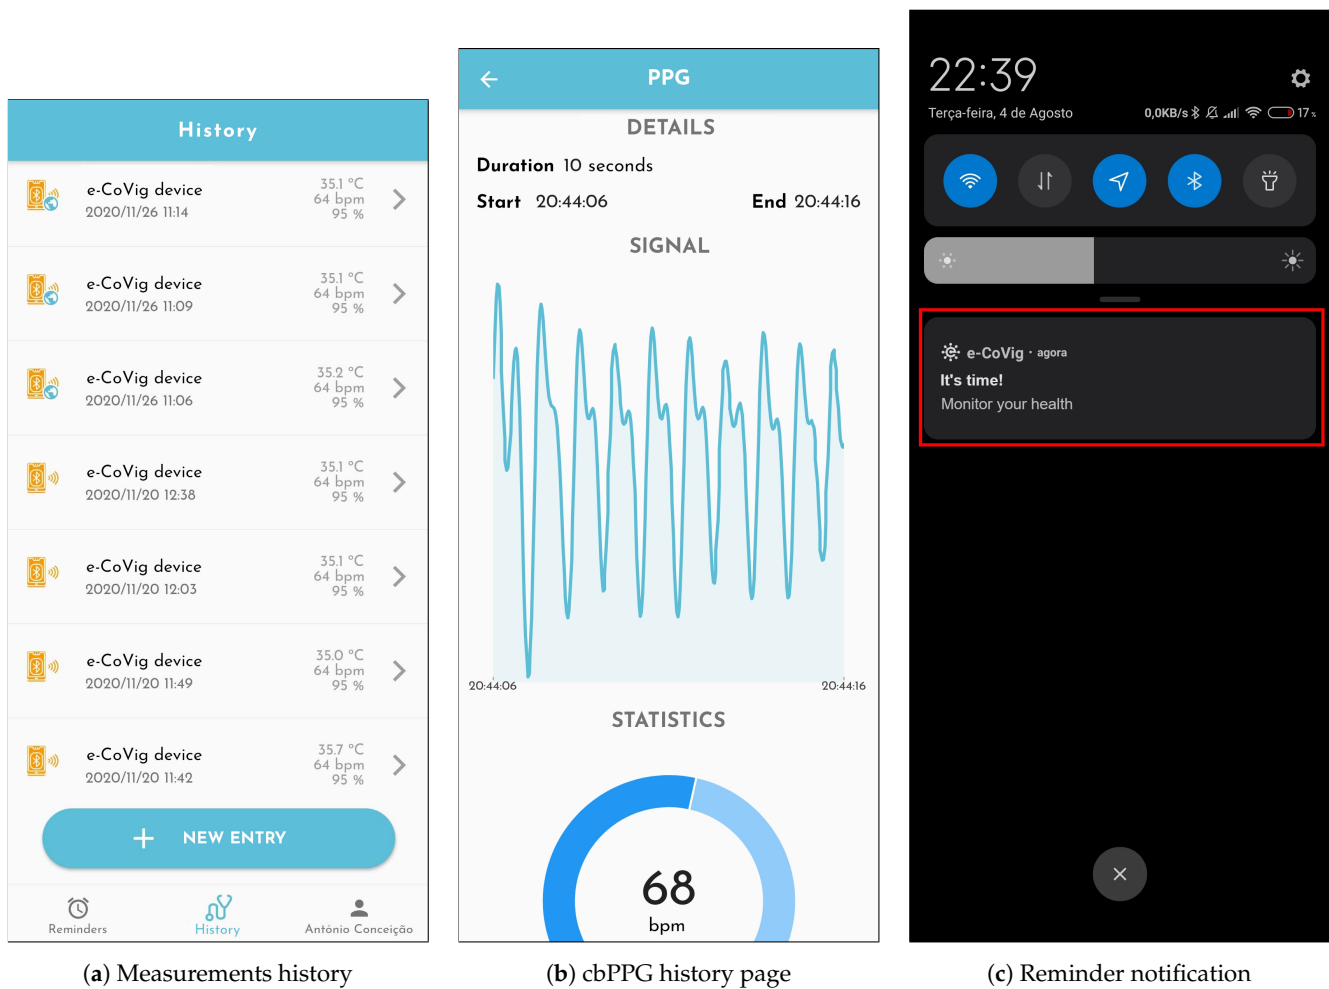 History
e-CoVig device
2020/11/26 11:14
35.1 °C
64 bpm
95 %
e-CoVig device
2020/11/26 11:09
35.1 °C
64 bpm
95 %
e-CoVig device
2020/11/26 11:06
35.2 °C
64 bpm
95 %
e-CoVig device
2020/11/20 12:38
35.1 °C
64 bpm
95 %
e-CoVig device
2020/11/20 12:03
35.1 °C
64 bpm
95 %
e-CoVig device
2020/11/20 11:49
35.0 °C
64 bpm
95 %
e-CoVig device
2020/11/20 11:42
35.7 °C
64 bpm
95 %
+ NEW ENTRY
Reminders
History
António Conceição
(a) Measurements history
PPG
DETAILS
Duration 10 seconds
Start 20:44:06 End 20:44:16
SIGNAL
20:44:06 20:44:16
STATISTICS
68
bpm
(b) cbPPG history page
22:39
Terça-feira, 4 de Agosto 0,0KB/s 17%
e-CoVig · agora
It's time!
Monitor your health
(c) Reminder notification